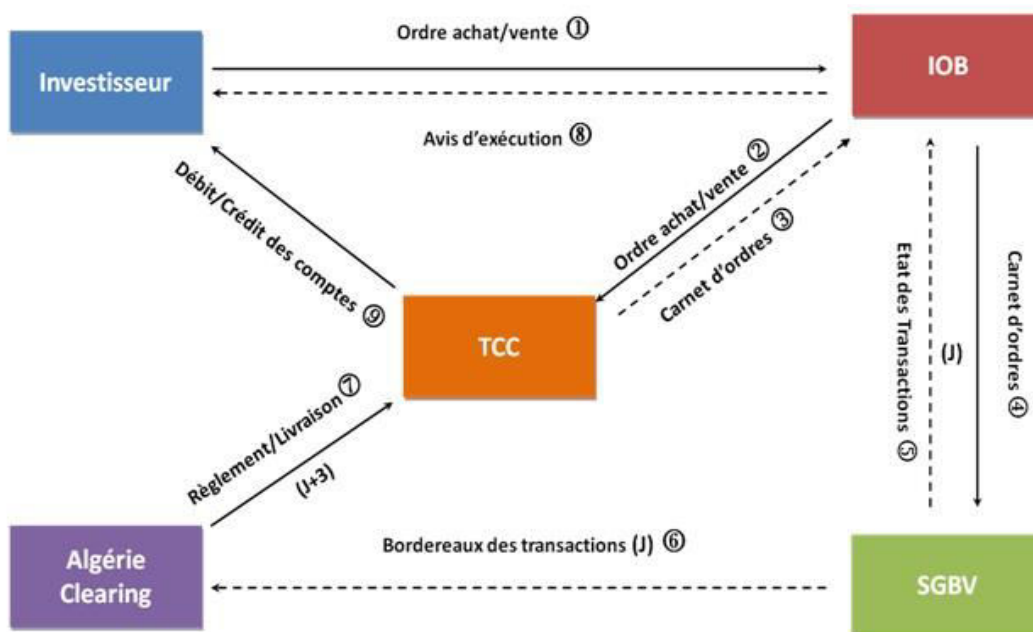 Ordre achat/vente ①
Investisseur
IOB
Avis d'exécution ⑧
Débit/Crédit des comptes ⑨
Ordre achat/vente ②
Carnet d'ordres ③
Etat des Transactions ⑤
(J)
Carnet d'ordres ④
TCC
Règlement/Livraison ⑦
(J+3)
Bordereaux des transactions (J) ⑥
Algérie
Clearing
SGBV